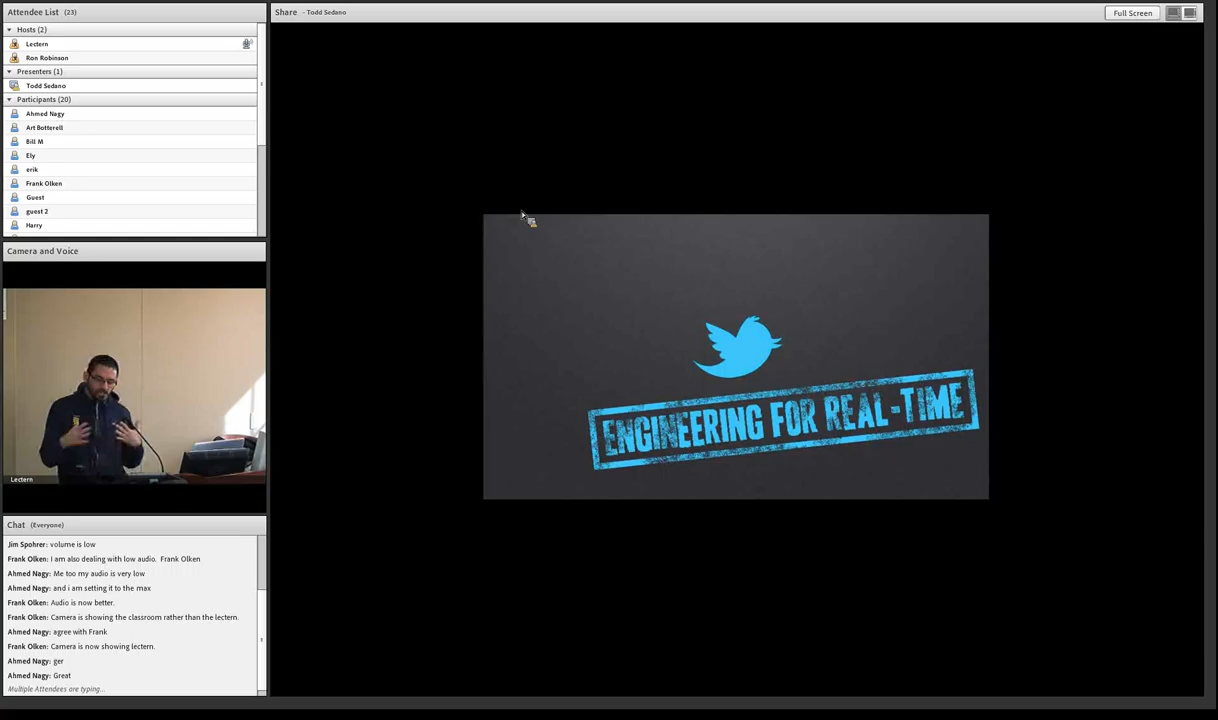 Attendee List (23)
Hosts (2)
Lectern
Ron Robinson
Presenters (1)
Todd Sedano
Participants (20)
Ahmed Nagy
Art Botterell
Bill M
Ely
erik
Frank Olken
Guest
guest 2
Harry
Camera and Voice
Lectern
Chat (Everyone)
Jim Spohrer: volume is low
Frank Olken: I am also dealing with low audio. Frank Olken
Ahmed Nagy: Me too my audio is very low
Ahmed Nagy: and i am setting it to the max
Frank Olken: Audio is now better.
Frank Olken: Camera is showing the classroom rather than the lectern.
Ahmed Nagy: agree with Frank
Frank Olken: Camera is now showing lectern.
Ahmed Nagy: ger
Ahmed Nagy: Great
Multiple Attendees are typing...
Share - Todd Sedano
Full Screen
ENGINEERING FOR REAL-TIME